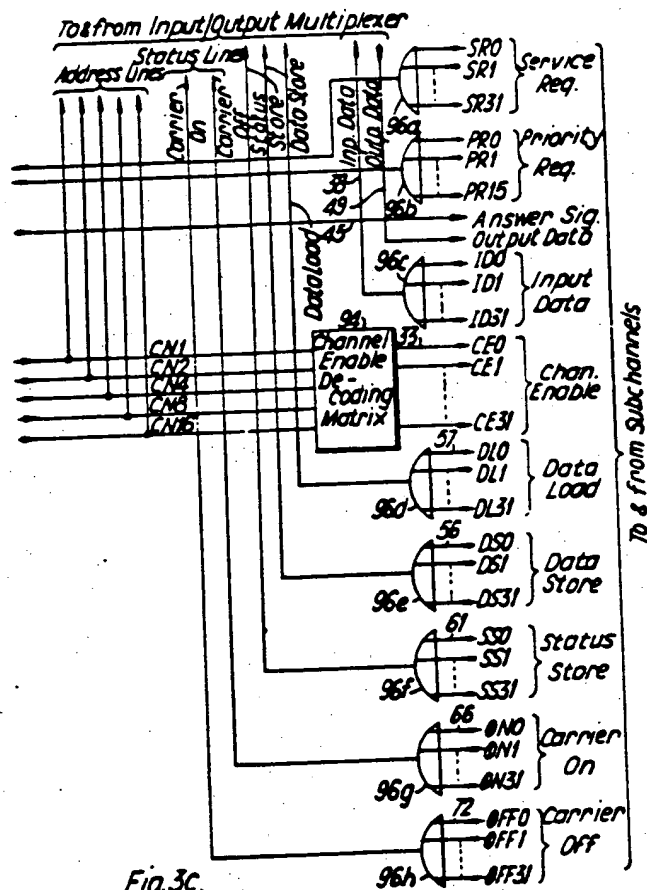 To & from Input/Output Multiplexer
Status Lines
Address Lines
Carrier On
Carrier Off
Status Store
Data Store
Inp. Data
Outp. Data
38
49
45
Data Load
96a
SR0
SR1
SR31
Service Req.
96b
PR0
PR1
PR15
Priority Req.
Answer Sig.
Output Data
96c
ID0
ID1
ID31
Input Data
CN1
CN2
CN4
CN8
CN16
94
Channel
Enable
De-
coding
Matrix
33
CE0
CE1
CE31
Chan. Enable
57
96d
DL0
DL1
DL31
Data Load
56
96e
DS0
DS1
DS31
Data Store
61
96f
SS0
SS1
SS31
Status Store
66
96g
ON0
ON1
ON31
Carrier On
72
96h
OFF0
OFF1
OFF31
Carrier Off
To & from Subchannels
Fig.3c.